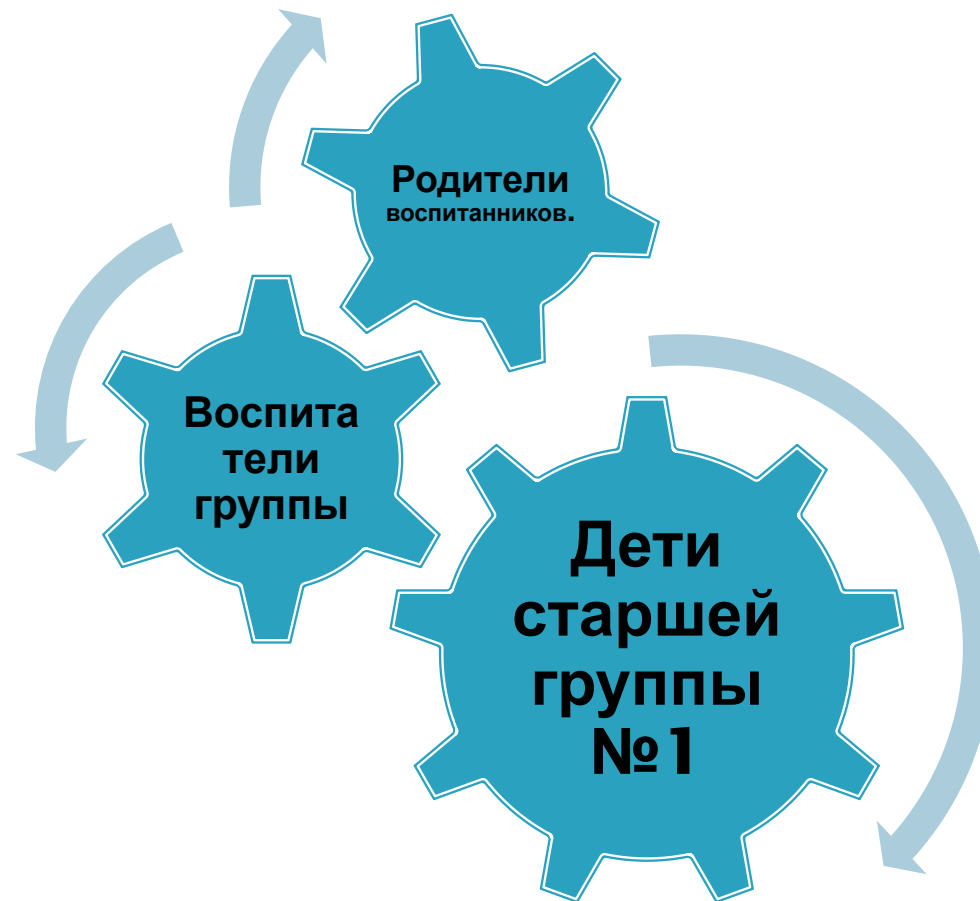 Родители
воспитанников.
Воспита
тели
группы
Дети
старшей
группы
№1